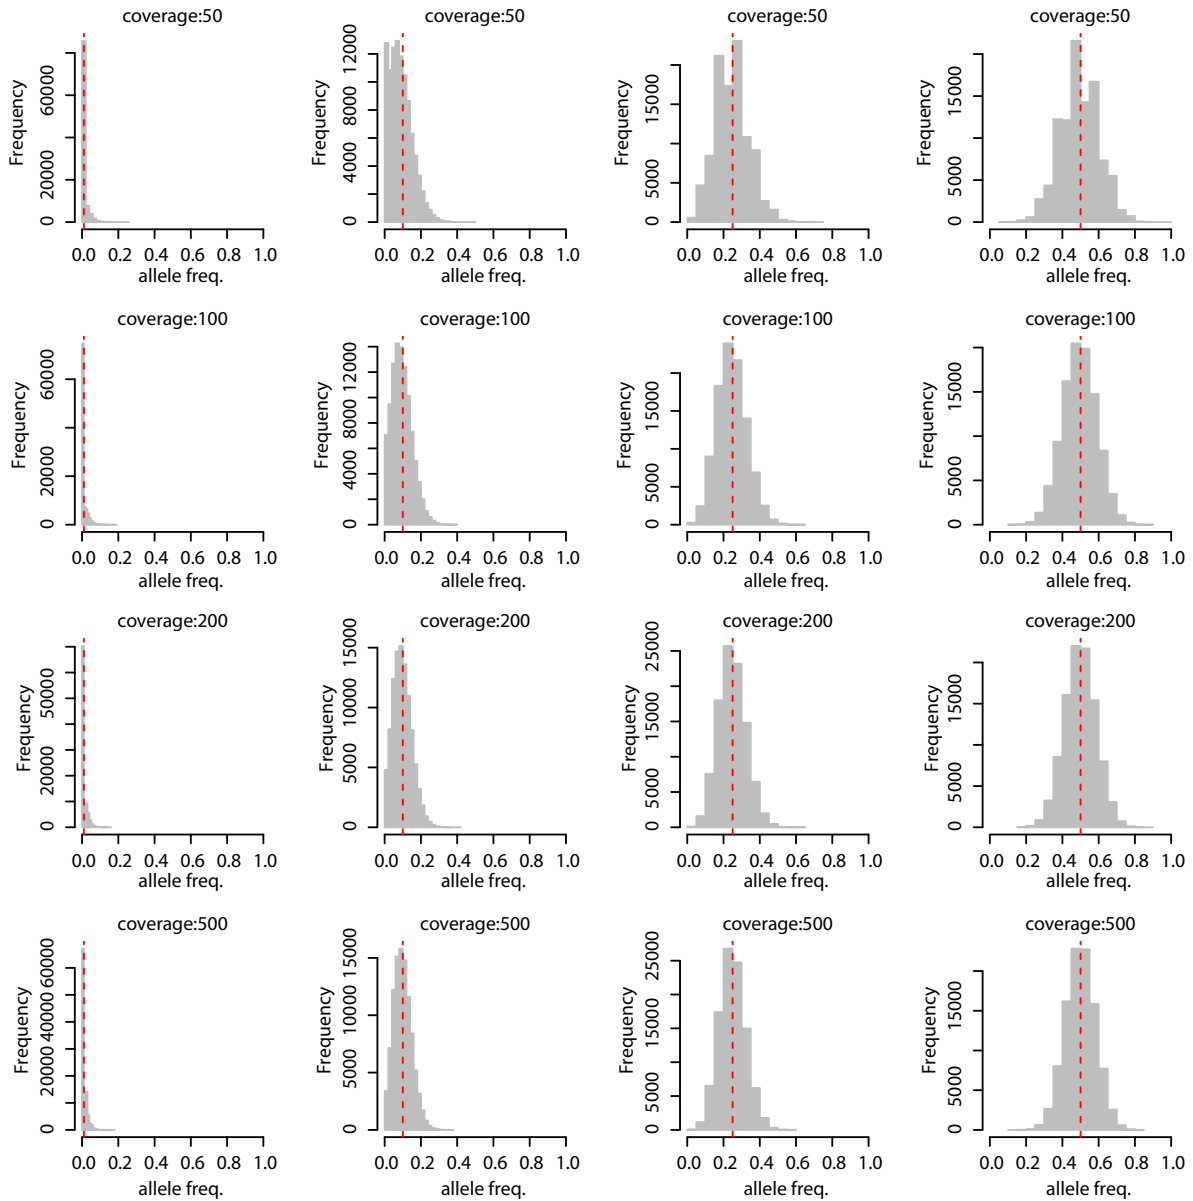 coverage:50 coverage:50 coverage:50 coverage:50
Frequency 0 20000 60000
Frequency 0 4000 8000 12000
Frequency 0 5000 15000
Frequency 0 5000 15000
0.0 0.2 0.4 0.6 0.8 1.0 0.0 0.2 0.4 0.6 0.8 1.0 0.0 0.2 0.4 0.6 0.8 1.0 0.0 0.2 0.4 0.6 0.8 1.0
allele freq. allele freq. allele freq. allele freq.
coverage:100 coverage:100 coverage:100 coverage:100
Frequency 0 20000 60000
Frequency 0 4000 8000 12000
Frequency 0 5000 15000
Frequency 0 5000 15000
0.0 0.2 0.4 0.6 0.8 1.0 0.0 0.2 0.4 0.6 0.8 1.0 0.0 0.2 0.4 0.6 0.8 1.0 0.0 0.2 0.4 0.6 0.8 1.0
allele freq. allele freq. allele freq. allele freq.
coverage:200 coverage:200 coverage:200 coverage:200
Frequency 0 20000 50000
Frequency 0 5000 10000 15000
Frequency 0 5000 15000 25000
Frequency 0 5000 15000
0.0 0.2 0.4 0.6 0.8 1.0 0.0 0.2 0.4 0.6 0.8 1.0 0.0 0.2 0.4 0.6 0.8 1.0 0.0 0.2 0.4 0.6 0.8 1.0
allele freq. allele freq. allele freq. allele freq.
coverage:500 coverage:500 coverage:500 coverage:500
Frequency 0 20000 40000 60000
Frequency 0 5000 10000 15000
Frequency 0 5000 15000 25000
Frequency 0 5000 15000
0.0 0.2 0.4 0.6 0.8 1.0 0.0 0.2 0.4 0.6 0.8 1.0 0.0 0.2 0.4 0.6 0.8 1.0 0.0 0.2 0.4 0.6 0.8 1.0
allele freq. allele freq. allele freq. allele freq.